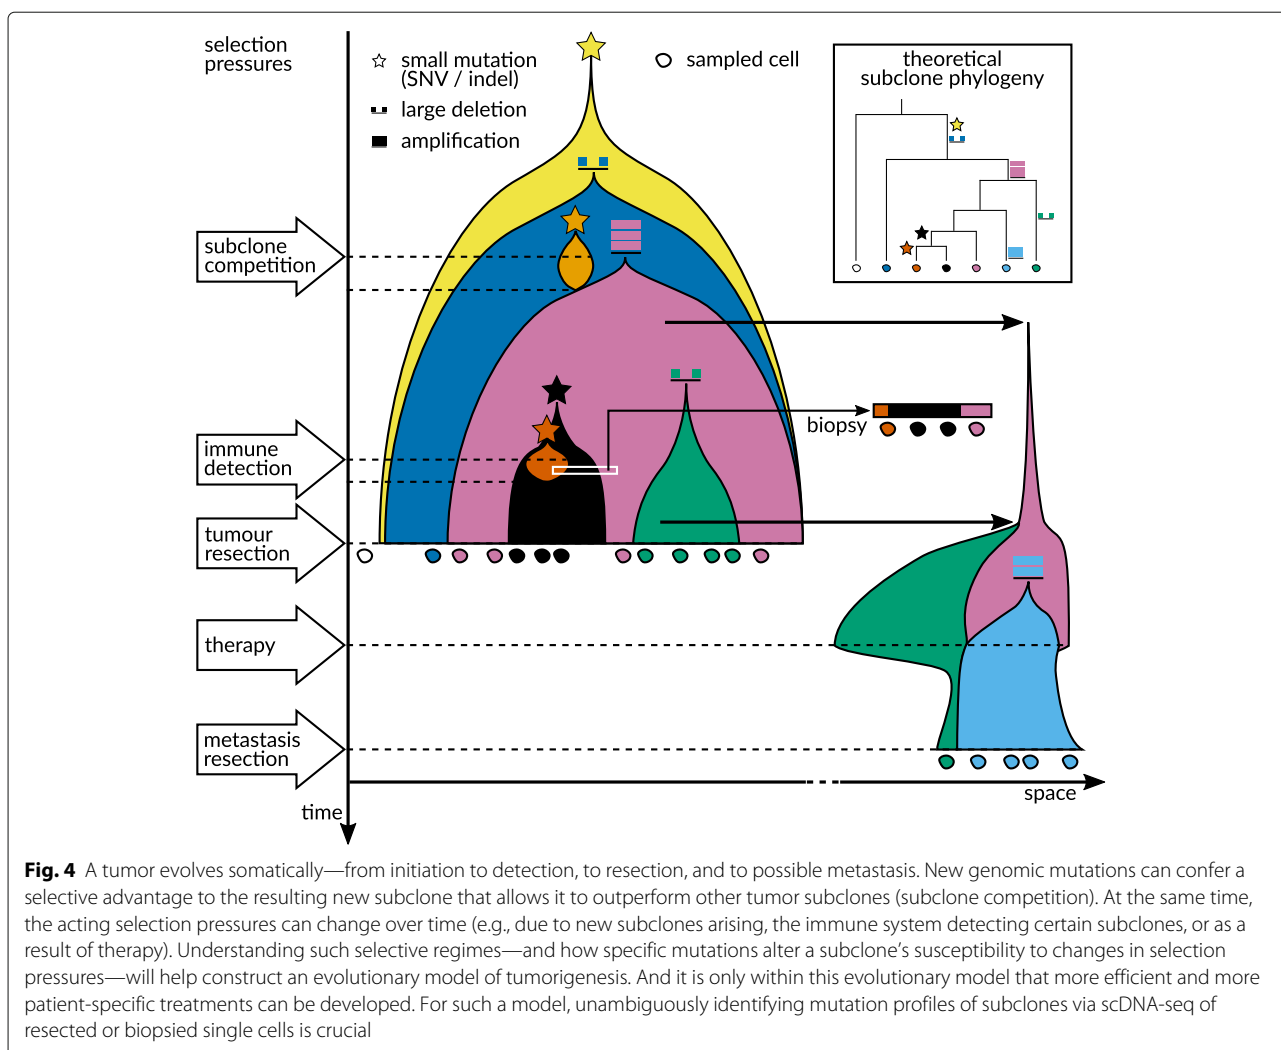 selection
pressures
small mutation
(SNV / indel)
large deletion
amplification
sampled cell
theoretical
subclone phylogeny
subclone
competition
biopsy
immune
detection
tumour
resection
therapy
metastasis
resection
time
space
Fig. 4 A tumor evolves somatically—from initiation to detection, to resection, and to possible metastasis. New genomic mutations can confer a
selective advantage to the resulting new subclone that allows it to outperform other tumor subclones (subclone competition). At the same time,
the acting selection pressures can change over time (e.g., due to new subclones arising, the immune system detecting certain subclones, or as a
result of therapy). Understanding such selective regimes—and how specific mutations alter a subclone’s susceptibility to changes in selection
pressures—will help construct an evolutionary model of tumorigenesis. And it is only within this evolutionary model that more efficient and more
patient-specific treatments can be developed. For such a model, unambiguously identifying mutation profiles of subclones via scDNA-seq of
resected or biopsied single cells is crucial